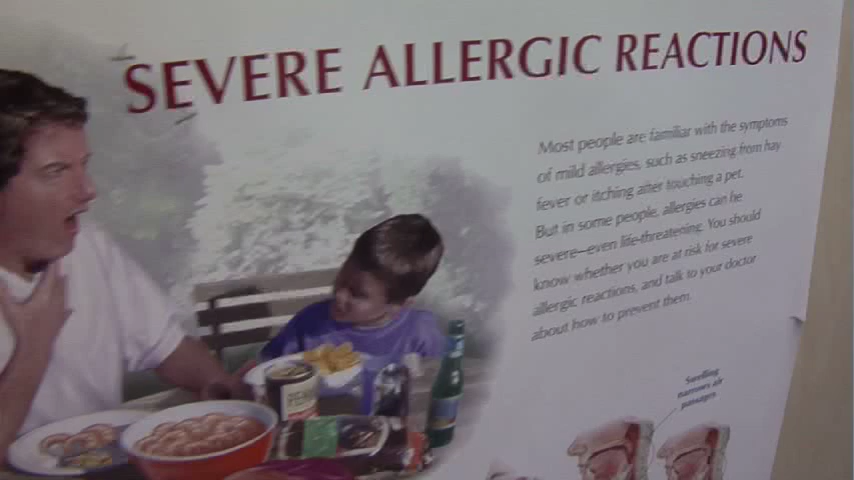 SEVERE ALLERGIC REACTIONS
Most people are familiar with the symptoms
of mild allergies, such as sneezing from hay
fever or itching after touching a pet.
But in some people, allergies can be
severe—even life-threatening. You should
know whether you are at risk for severe
allergic reactions, and talk to your doctor
about how to prevent them.
Swelling
narrows air
passages